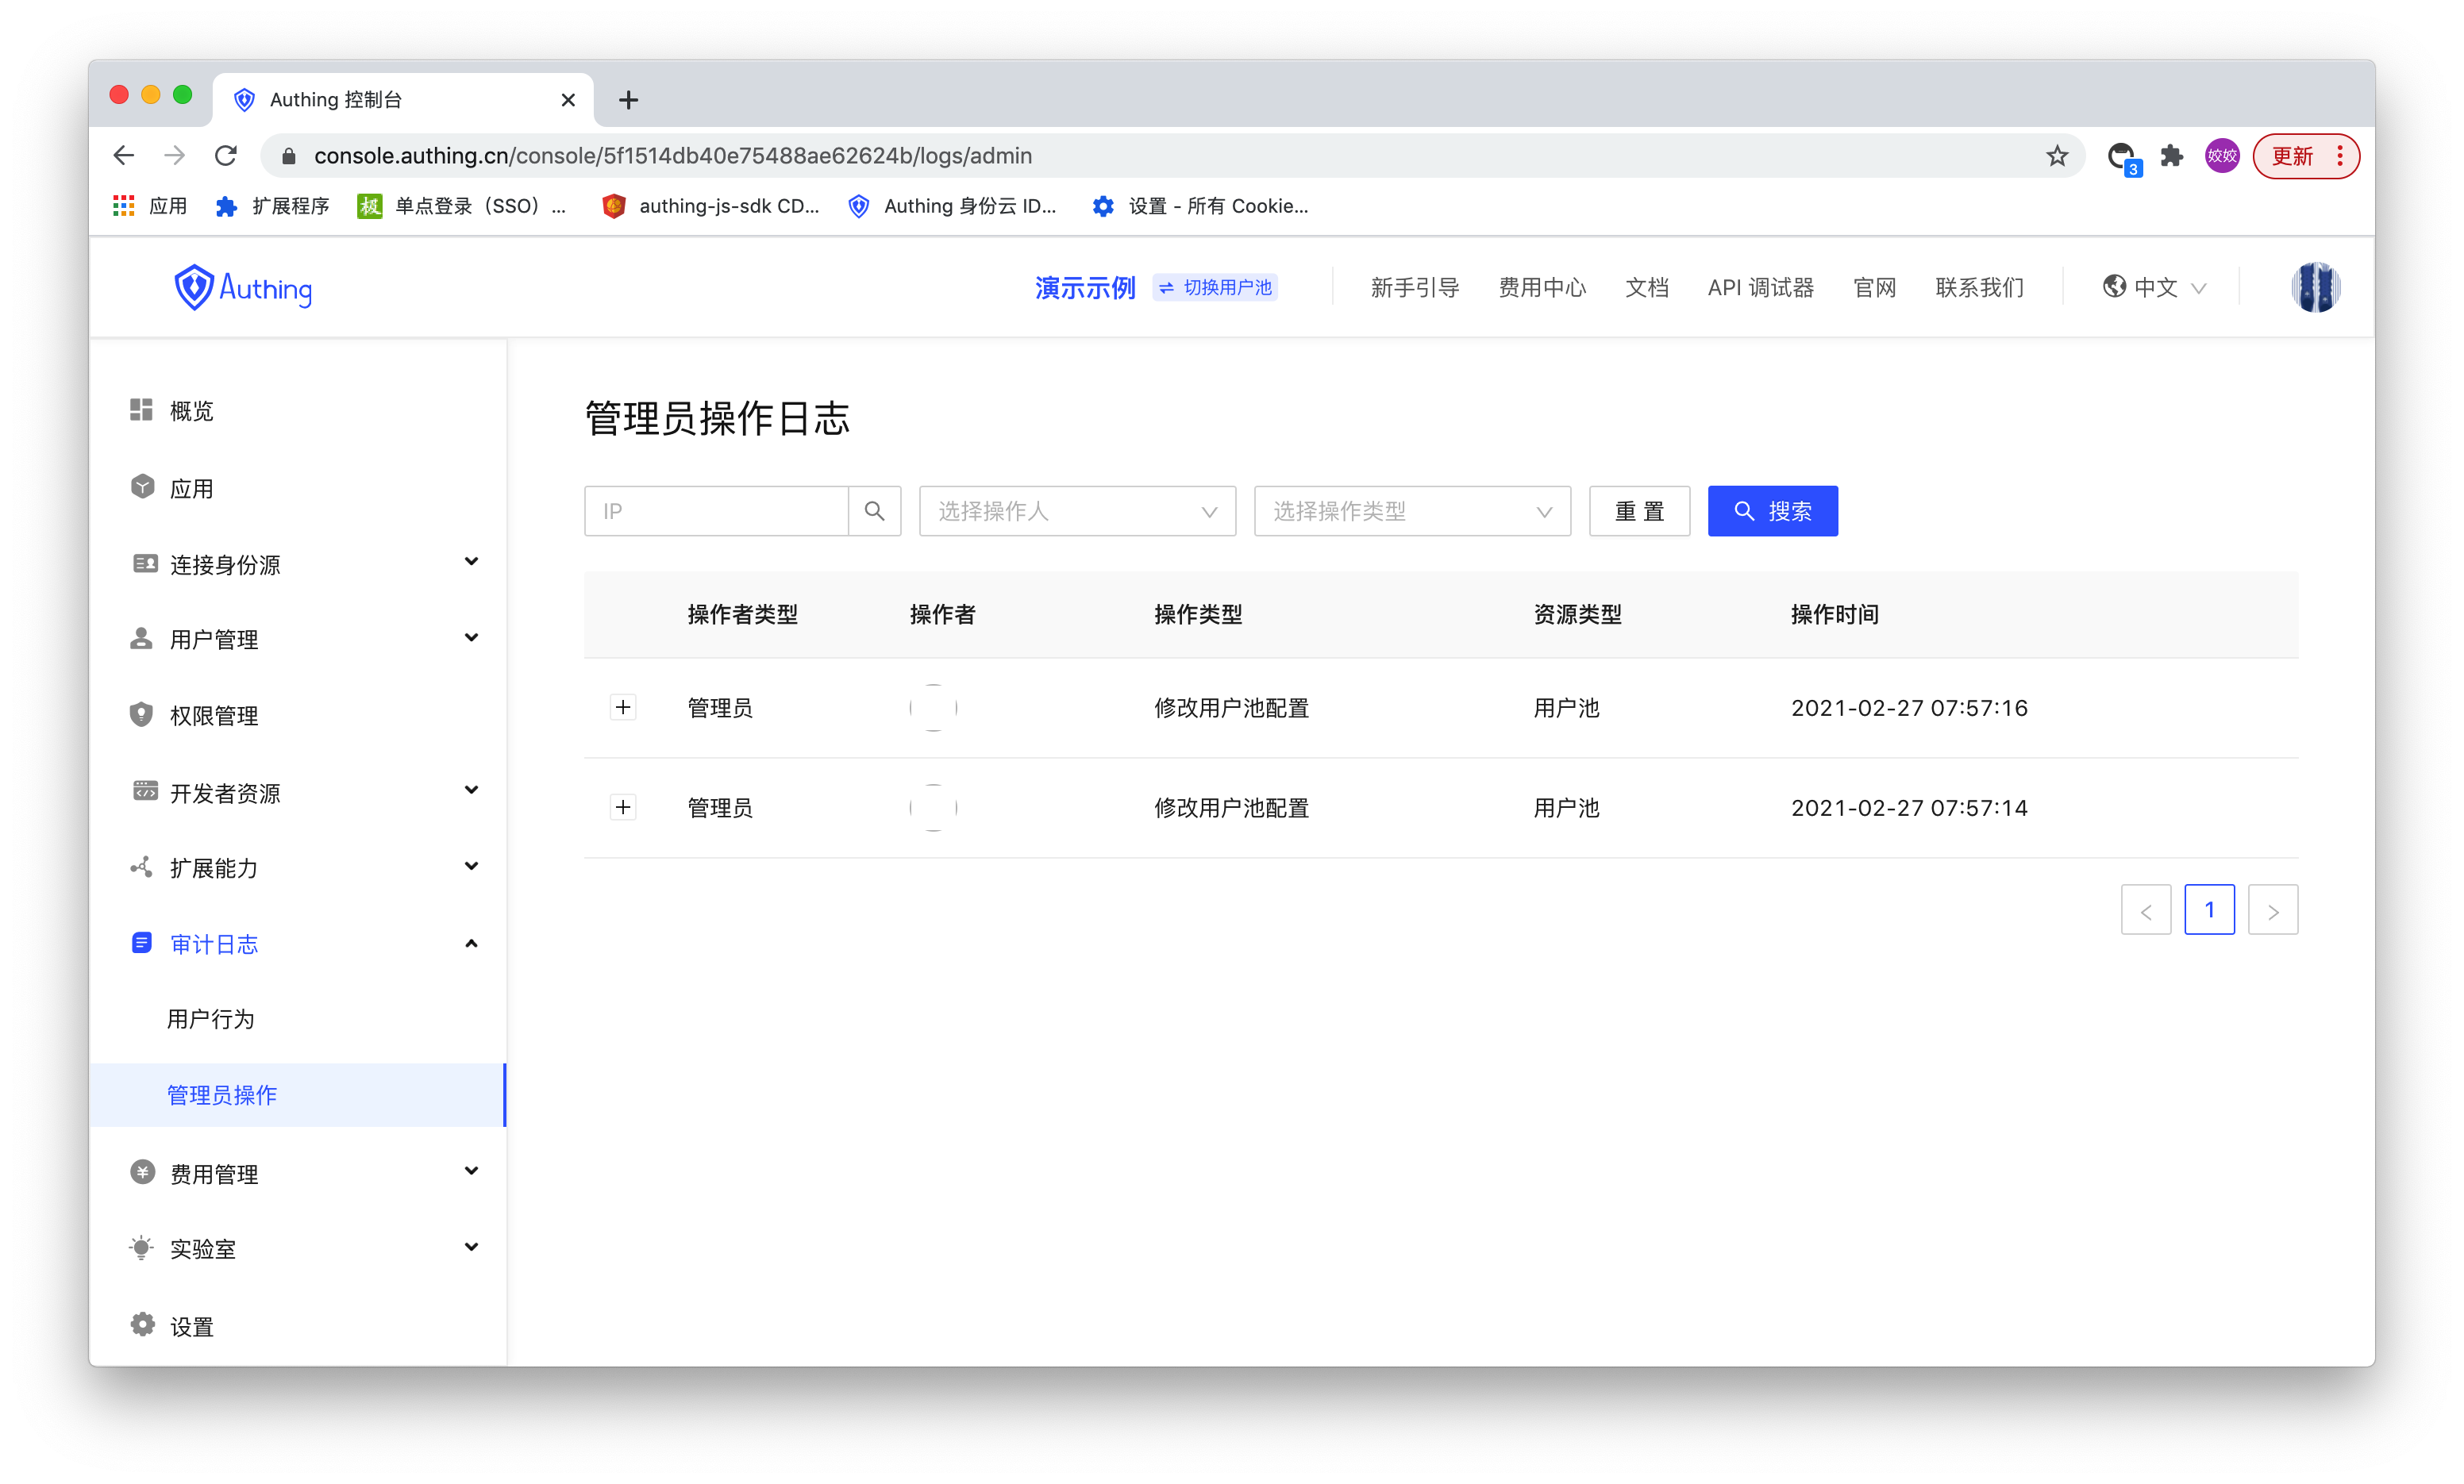 Authing 控制台
console.authing.cn/console/5f1514db40e75488ae62624b/logs/admin
3
姣姣
更新
应用
扩展程序
极
单点登录（SSO）...
authing-js-sdk CD...
Authing 身份云 ID...
设置 - 所有 Cookie...
Authing
演示示例
切换用户池
新手引导
费用中心
文档
API 调试器
官网
联系我们
中文
概览
应用
连接身份源
用户管理
权限管理
开发者资源
扩展能力
审计日志
用户行为
管理员操作
费用管理
实验室
设置
管理员操作日志
IP
选择操作人
选择操作类型
重 置
搜索
操作者类型 操作者 操作类型 资源类型 操作时间
管理员 修改用户池配置 用户池 2021-02-27 07:57:16
管理员 修改用户池配置 用户池 2021-02-27 07:57:14
< 1 >